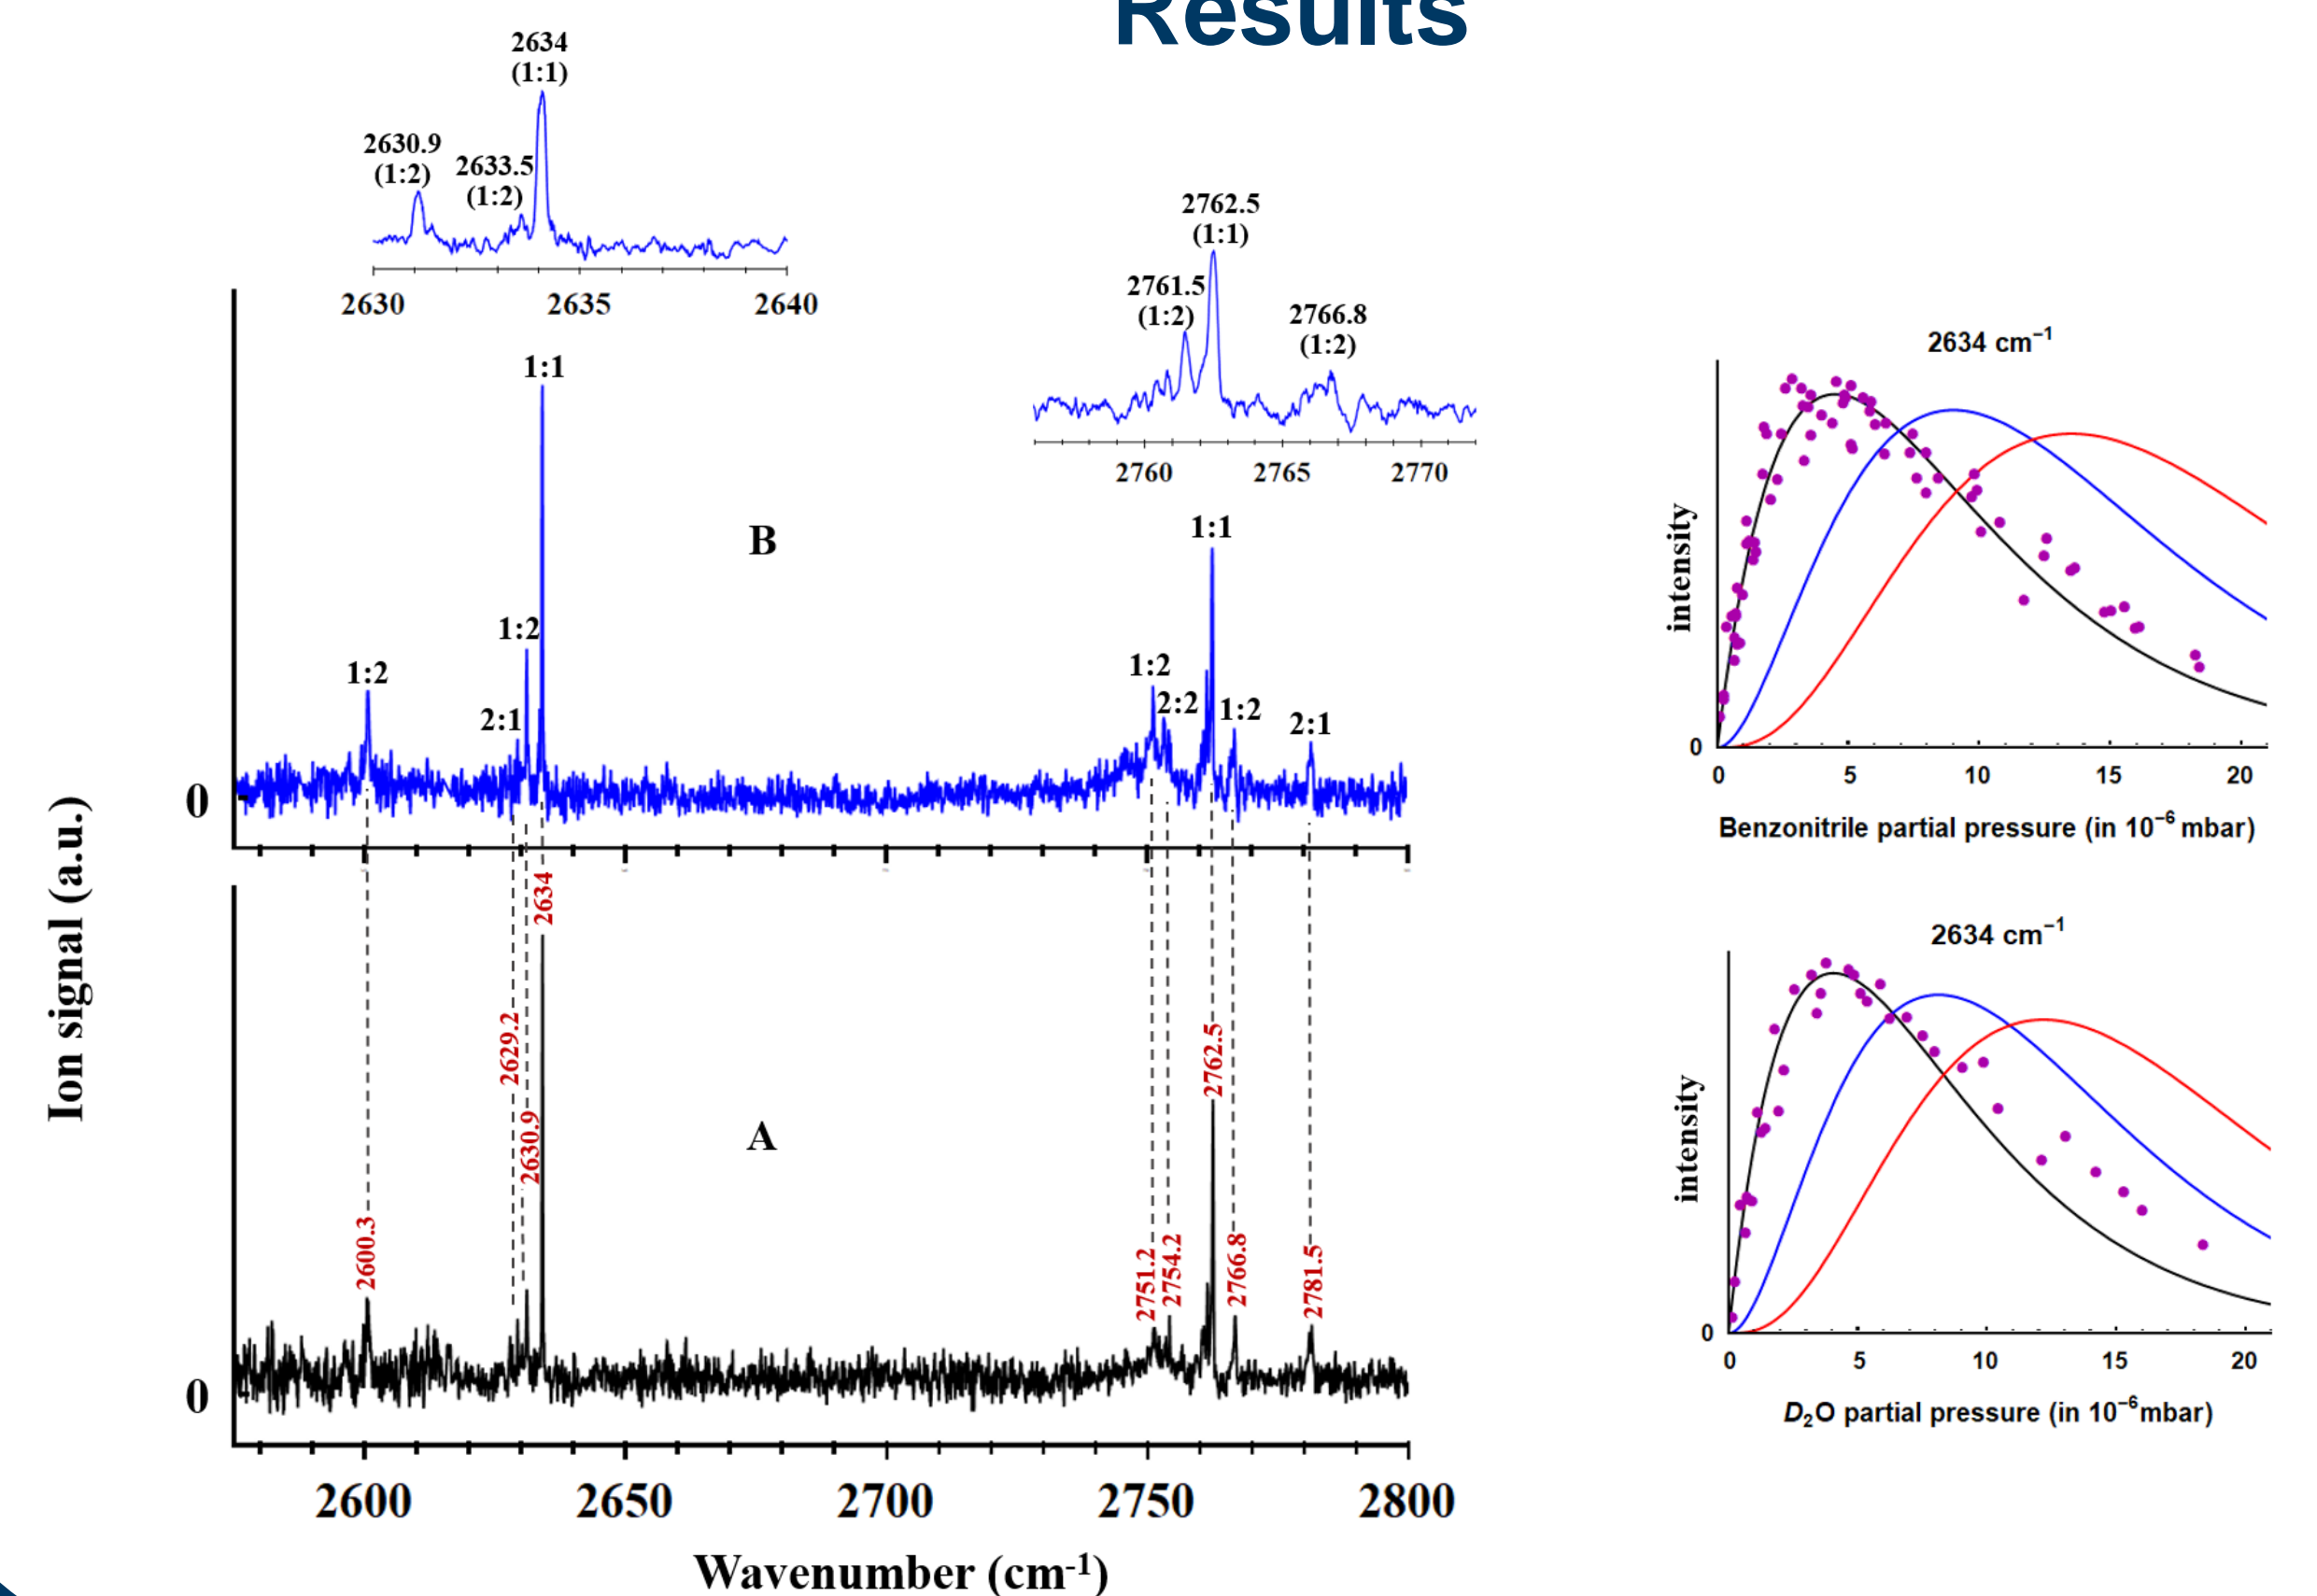 Results
2634
(1:1)
2630.9
(1:2)
2633.5
(1:2)
2630 2635 2640
2762.5
(1:1)
2761.5
(1:2)
2766.8
(1:2)
2760 2765 2770
1:1
B
1:2
1:2
2:1
1:1
1:2
2:2
1:2
2:1
0
2634
2629.2
2630.9
2600.3
A
2762.5
2751.2
2754.2
2766.8
2781.5
0
2600 2650 2700 2750 2800
Wavenumber (cm⁻¹)
Ion signal (a.u.)
2634 cm⁻¹
intensity
0
0 5 10 15 20
Benzonitrile partial pressure (in 10⁻⁶ mbar)
2634 cm⁻¹
intensity
0
0 5 10 15 20
D₂O partial pressure (in 10⁻⁶mbar)